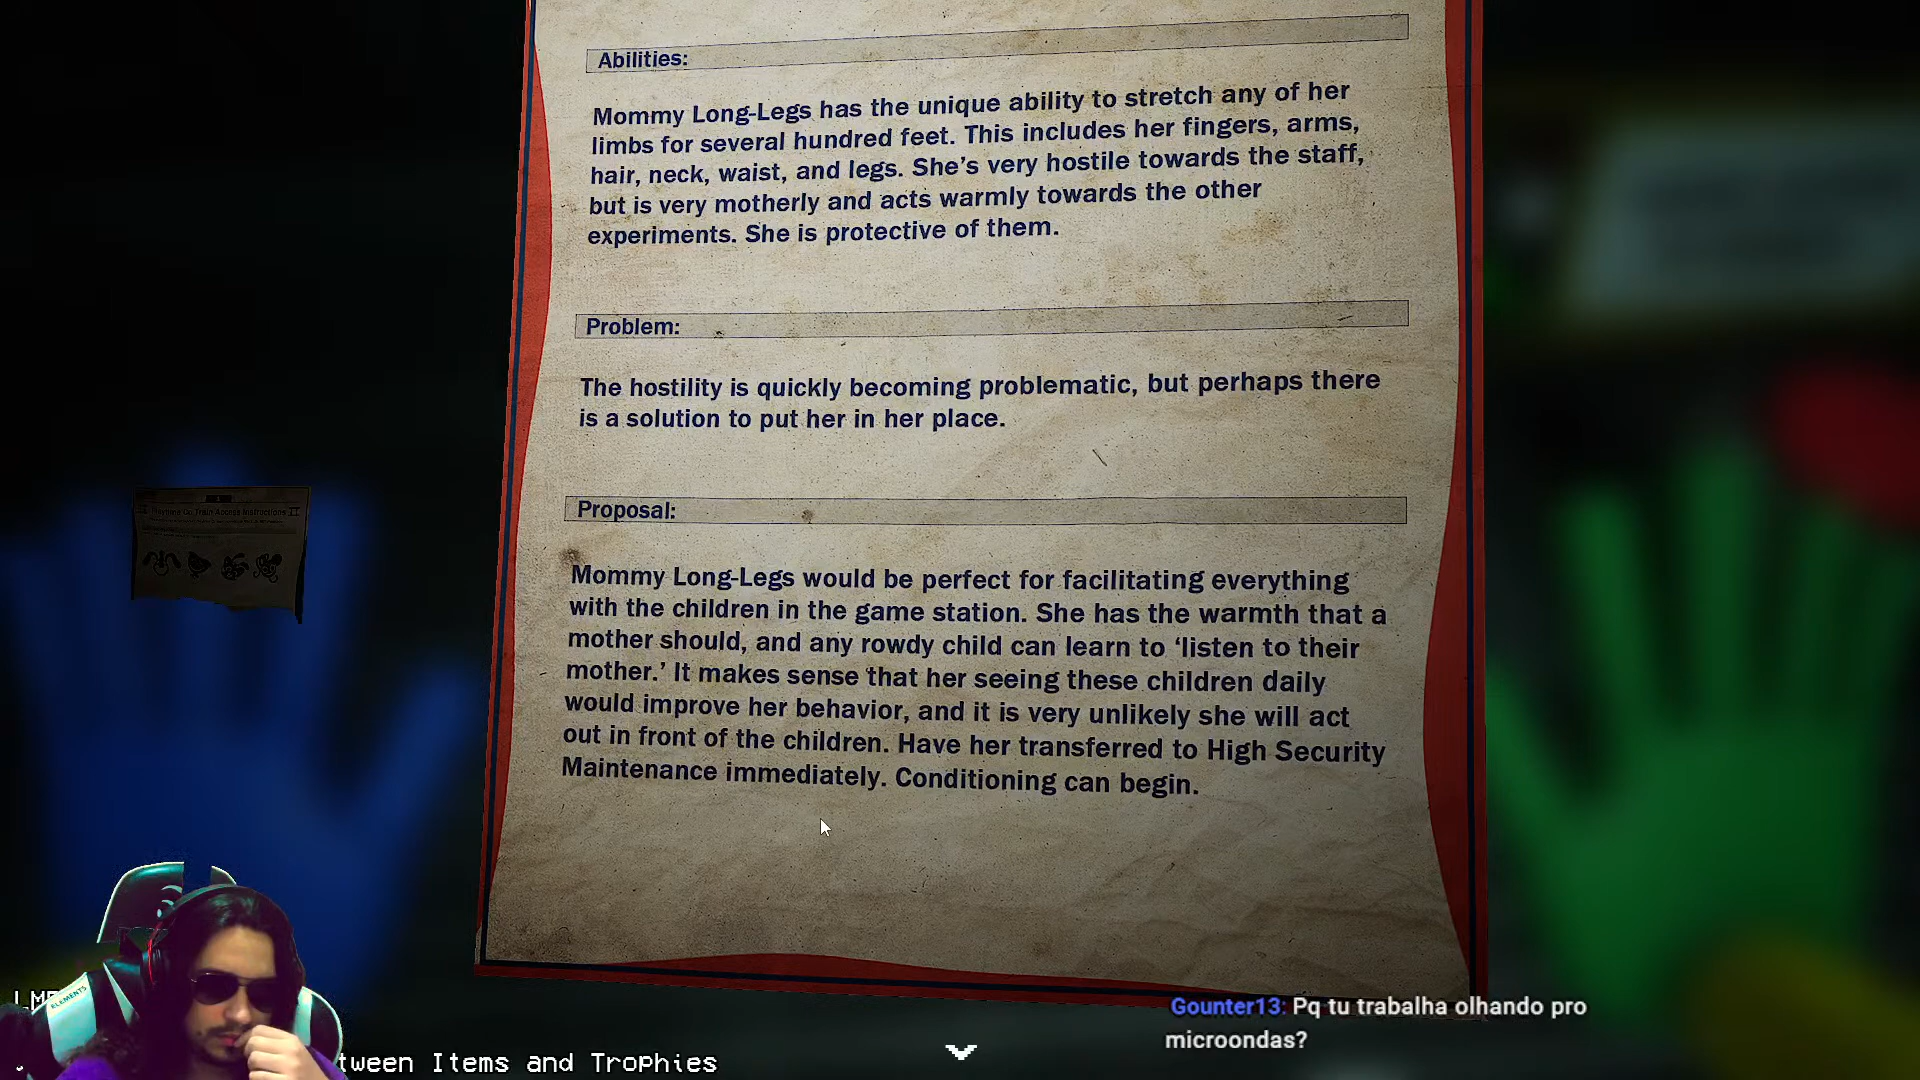 Abilities:
Mommy Long-Legs has the unique ability to stretch any of her
limbs for several hundred feet. This includes her fingers, arms,
hair, neck, waist, and legs. She's very hostile towards the staff,
but is very motherly and acts warmly towards the other
experiments. She is protective of them.
Problem:
The hostility is quickly becoming problematic, but perhaps there
is a solution to put her in her place.
Proposal:
Mommy Long-Legs would be perfect for facilitating everything
with the children in the game station. She has the warmth that a
mother should, and any rowdy child can learn to ‘listen to their
mother.’ It makes sense that her seeing these children daily
would improve her behavior, and it is very unlikely she will act
out in front of the children. Have her transferred to High Security
Maintenance immediately. Conditioning can begin.
Train Access Instructions
ELEMENTS
Gounter13: Pq tu trabalha olhando pro
microondas?
tween Items and Trophies